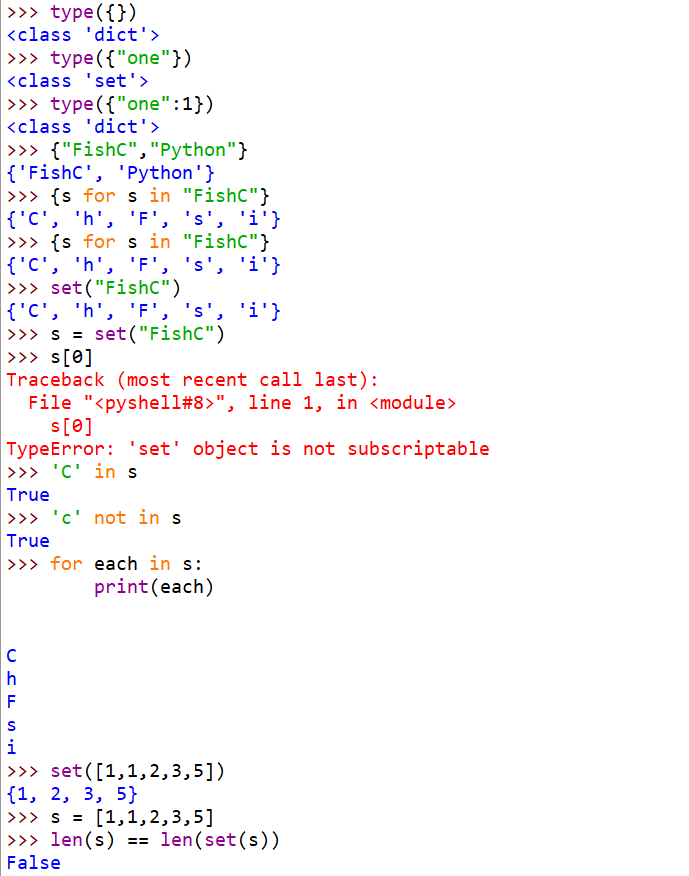 >>> type({})
<class 'dict'>
>>> type({"one"})
<class 'set'>
>>> type({"one":1})
<class 'dict'>
>>> {"FishC","Python"}
{'FishC', 'Python'}
>>> {s for s in "FishC"}
{'C', 'h', 'F', 's', 'i'}
>>> {s for s in "FishC"}
{'C', 'h', 'F', 's', 'i'}
>>> set("FishC")
{'C', 'h', 'F', 's', 'i'}
>>> s = set("FishC")
>>> s[0]
Traceback (most recent call last):
  File "<pyshell#8>", line 1, in <module>
    s[0]
TypeError: 'set' object is not subscriptable
>>> 'C' in s
True
>>> 'c' not in s
True
>>> for each in s:
        print(each)
C
h
F
s
i
>>> set([1,1,2,3,5])
{1, 2, 3, 5}
>>> s = [1,1,2,3,5]
>>> len(s) == len(set(s))
False